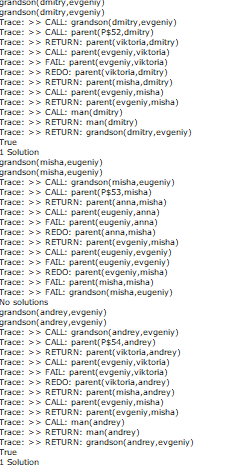 grandson(dmitry,evgeniy)
grandson(dmitry,evgeniy)
Trace: >> CALL: grandson(dmitry,evgeniy)
Trace: >> CALL: parent(P$52,dmitry)
Trace: >> RETURN: parent(viktoria,dmitry)
Trace: >> CALL: parent(evgeniy,viktoria)
Trace: >> FAIL: parent(evgeniy,viktoria)
Trace: >> REDO: parent(viktoria,dmitry)
Trace: >> RETURN: parent(misha,dmitry)
Trace: >> CALL: parent(evgeniy,misha)
Trace: >> RETURN: parent(evgeniy,misha)
Trace: >> CALL: man(dmitry)
Trace: >> RETURN: man(dmitry)
Trace: >> RETURN: grandson(dmitry,evgeniy)
True
1 Solution
grandson(misha,eugeniy)
grandson(misha,eugeniy)
Trace: >> CALL: grandson(misha,eugeniy)
Trace: >> CALL: parent(P$53,misha)
Trace: >> RETURN: parent(anna,misha)
Trace: >> CALL: parent(eugeniy,anna)
Trace: >> FAIL: parent(eugeniy,anna)
Trace: >> REDO: parent(anna,misha)
Trace: >> RETURN: parent(evgeniy,misha)
Trace: >> CALL: parent(eugeniy,evgeniy)
Trace: >> FAIL: parent(eugeniy,evgeniy)
Trace: >> REDO: parent(evgeniy,misha)
Trace: >> FAIL: parent(misha,misha)
Trace: >> FAIL: grandson(misha,eugeniy)
No solutions
grandson(andrey,evgeniy)
grandson(andrey,evgeniy)
Trace: >> CALL: grandson(andrey,evgeniy)
Trace: >> CALL: parent(P$54,andrey)
Trace: >> RETURN: parent(viktoria,andrey)
Trace: >> CALL: parent(evgeniy,viktoria)
Trace: >> FAIL: parent(evgeniy,viktoria)
Trace: >> REDO: parent(viktoria,andrey)
Trace: >> RETURN: parent(misha,andrey)
Trace: >> CALL: parent(evgeniy,misha)
Trace: >> RETURN: parent(evgeniy,misha)
Trace: >> CALL: man(andrey)
Trace: >> RETURN: man(andrey)
Trace: >> RETURN: grandson(andrey,evgeniy)
True
1 Solution